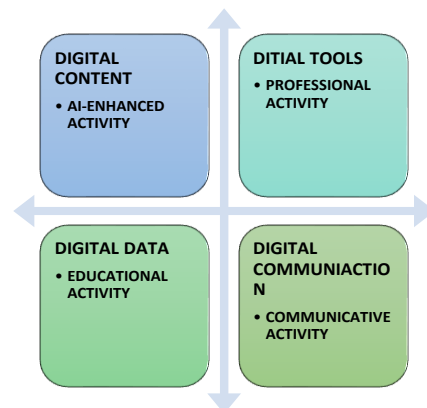 DIGITAL
CONTENT
• AI-ENHANCED
ACTIVITY
DITIAL TOOLS
• PROFESSIONAL
ACTIVITY
DIGITAL DATA
• EDUCATIONAL
ACTIVITY
DIGITAL
COMMUNIACTIO
N
• COMMUNICATIVE
ACTIVITY